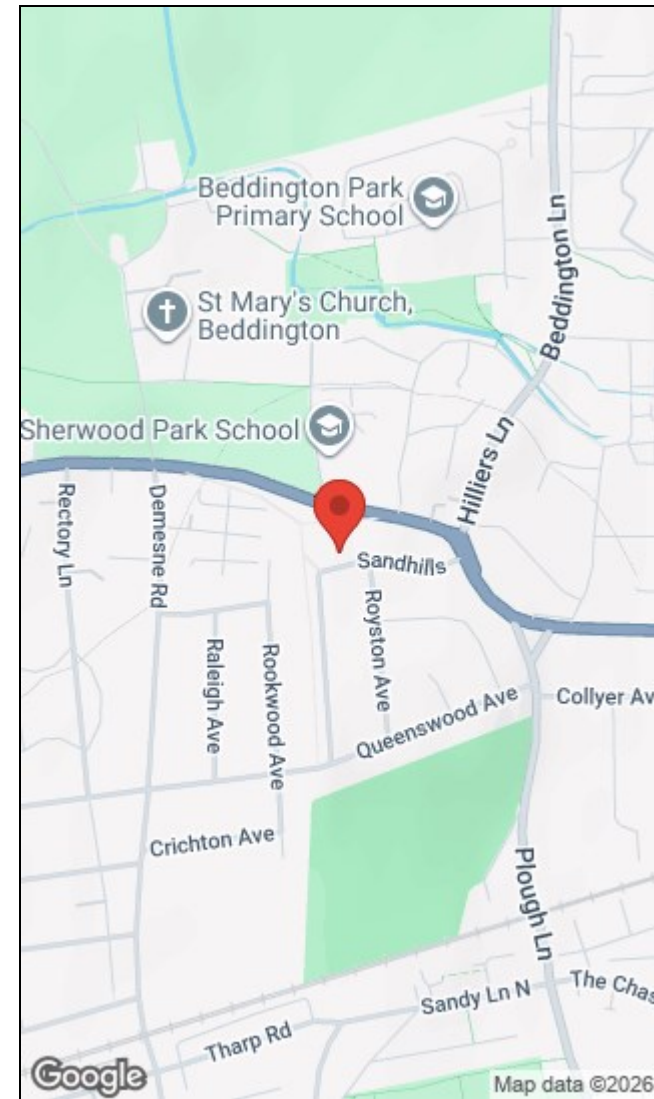 Beddington Park
Primary School
Beddington Ln
St Mary's Church,
Beddington
Sherwood Park School
Hilliers Ln
Rectory Ln
Demesne Rd
Sandhills
Royston Ave
Raleigh Ave
Rookwood Ave
Queenswood Ave
Collyer Av
Crichton Ave
Plough Ln
Sandy Ln N
The Chas
Tharp Rd
Google
Map data ©2026